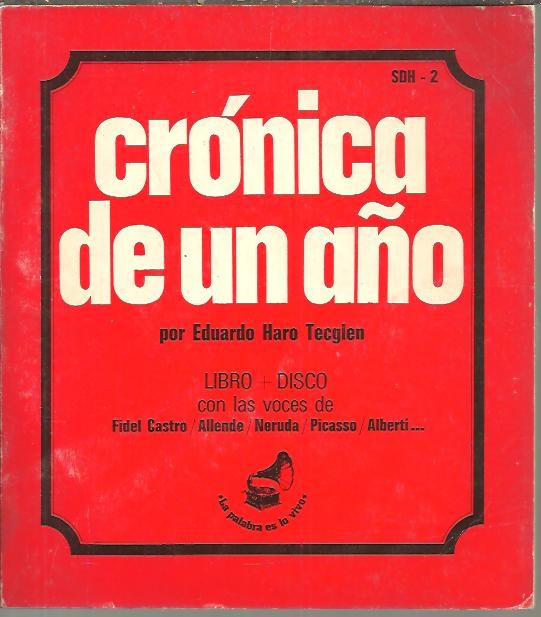 SDH - 2
crónica
de un año
por Eduardo Haro Tecglen
LIBRO + DISCO
con las voces de
Fidel Castro / Allende / Neruda / Picasso / Alberti...
«La palabra es lo vivo»